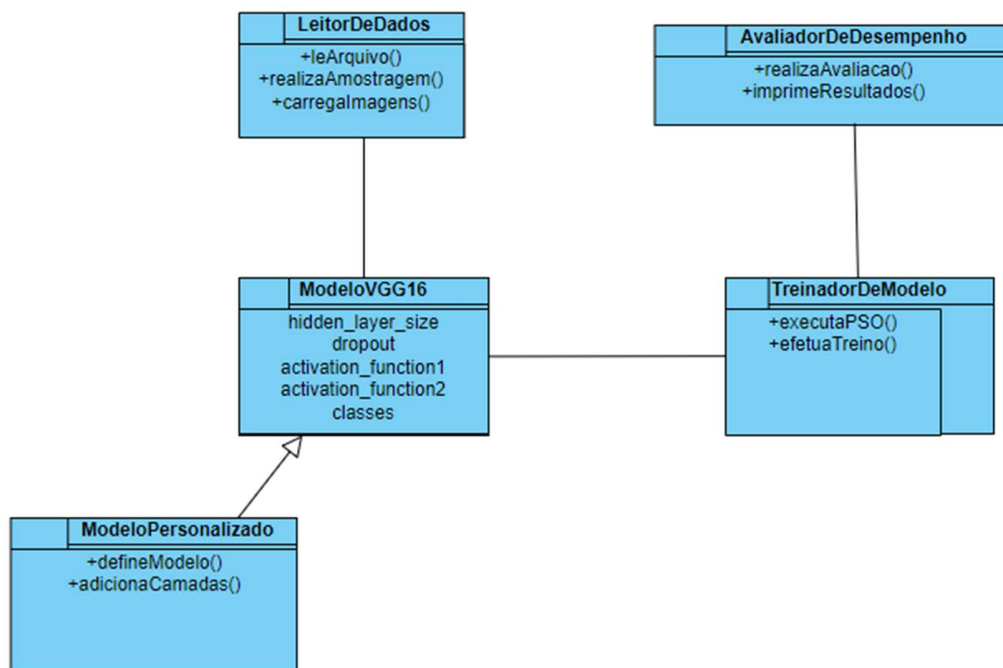 LeitorDeDados
+leArquivo()
+realizaAmostragem()
+carregaImagens()
AvaliadorDeDesempenho
+realizaAvaliacao()
+imprimeResultados()
ModeloVGG16
hidden_layer_size
dropout
activation_function1
activation_function2
classes
TreinadorDeModelo
+executaPSO()
+efetuaTreino()
ModeloPersonalizado
+defineModelo()
+adicionaCamadas()